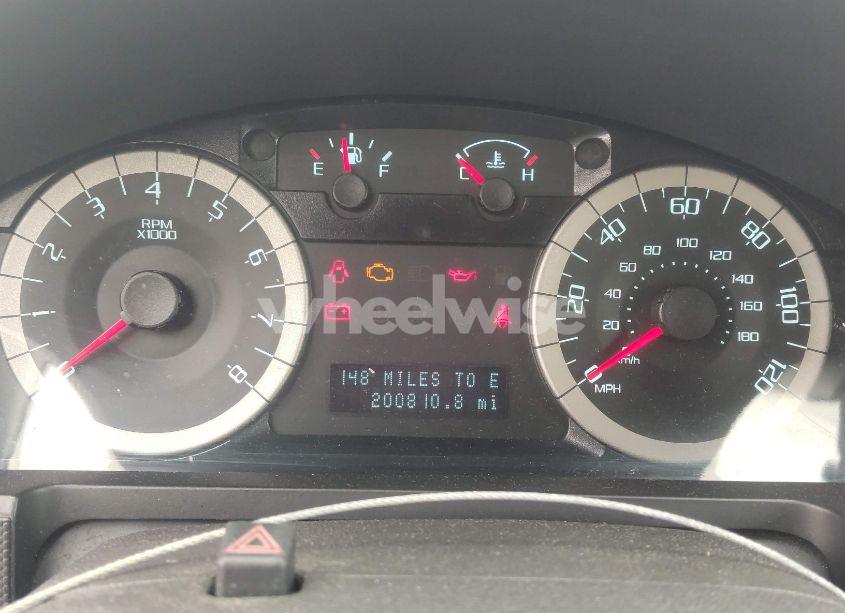 E F
C H
1 2 3 4 5 6 7 8
RPM
X1000
0 20 40 60 80 100 120
20 40 60 80 100 120 140 160 180
km/h
MPH
wheelwise
148 MILES TO E
200810.8 mi